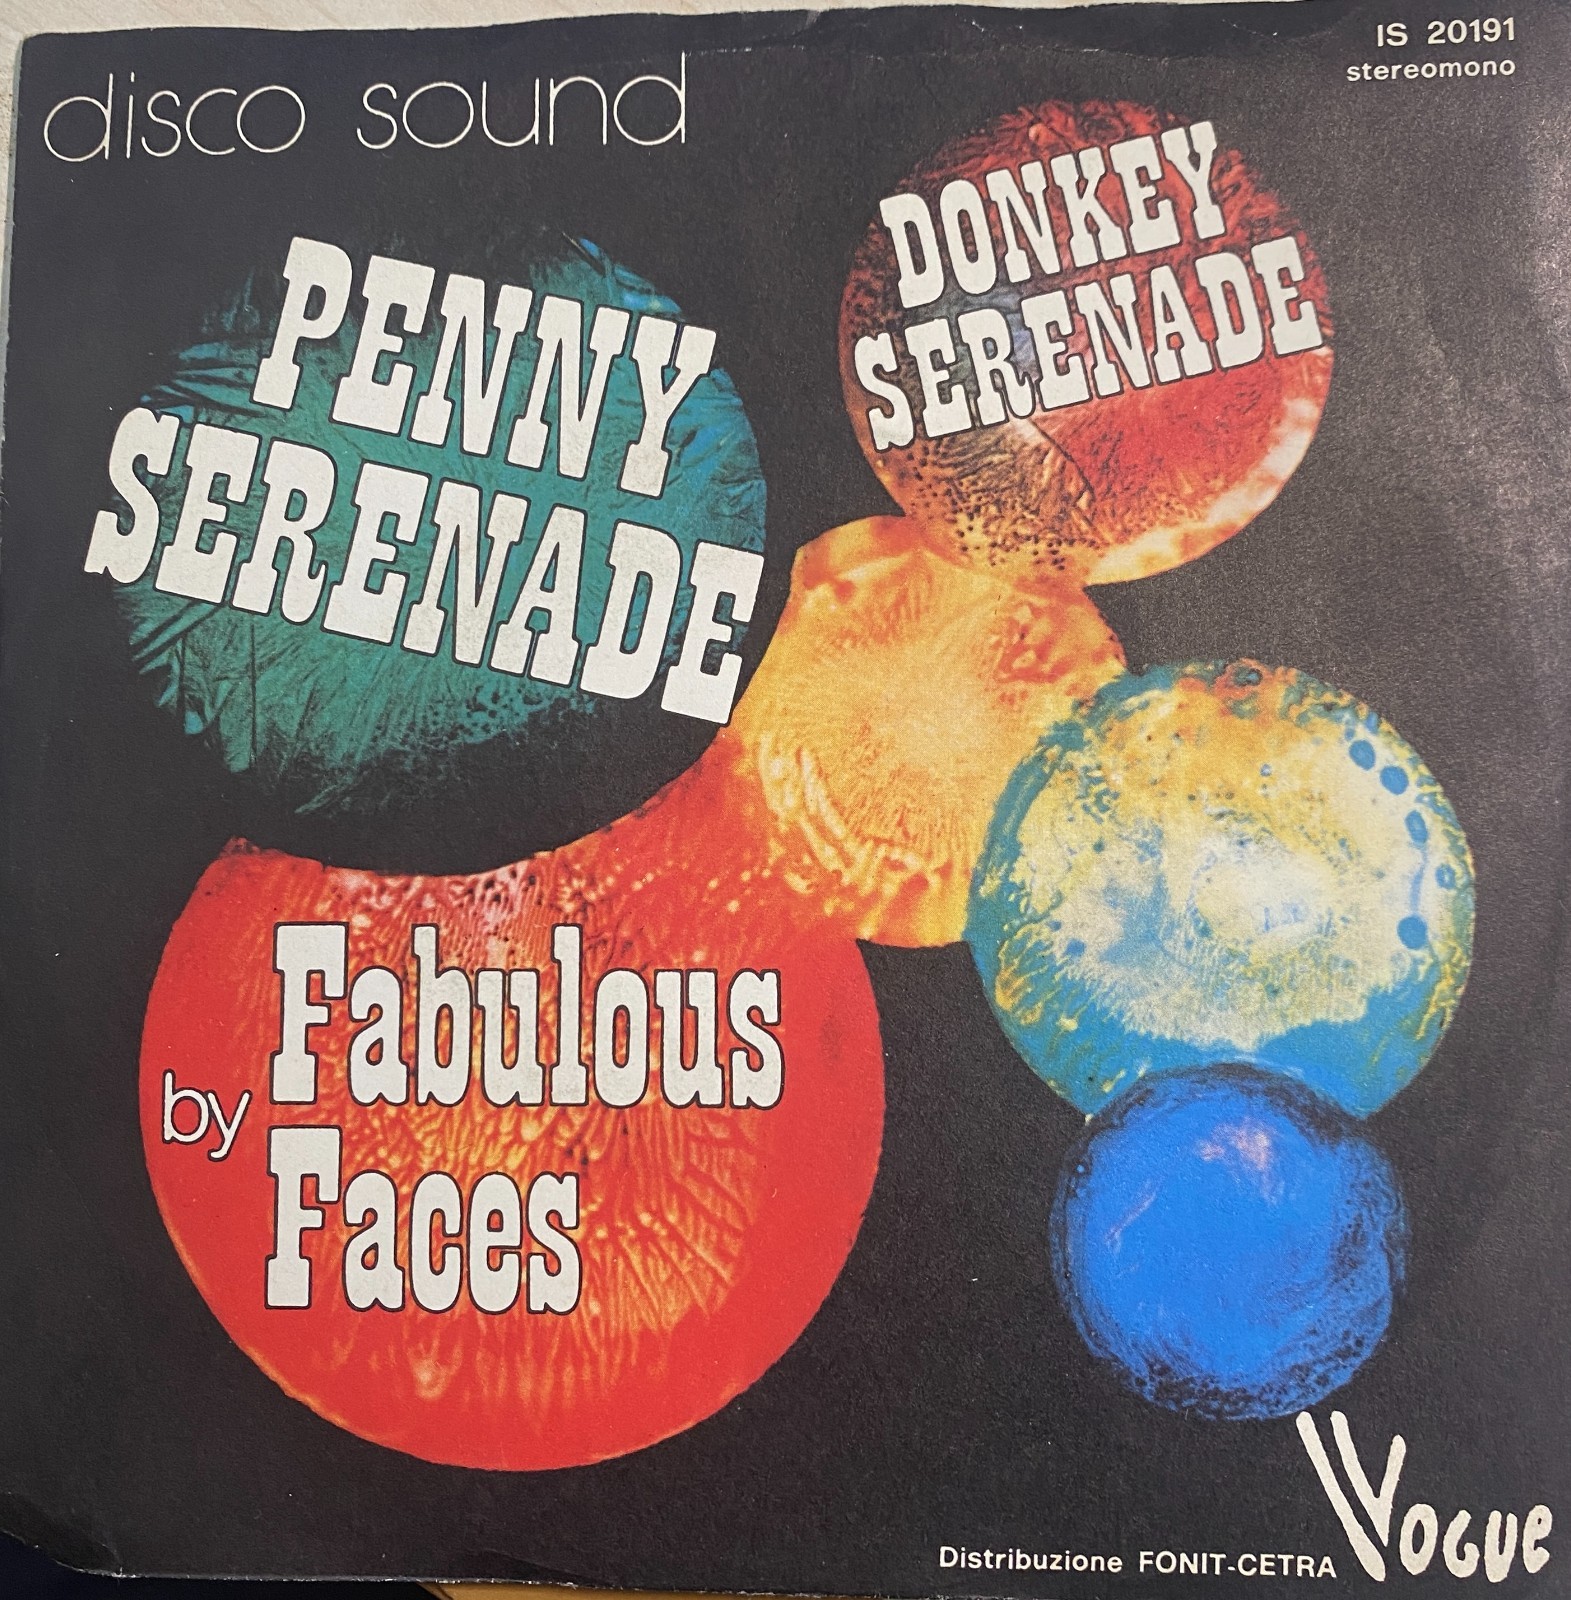 IS 20191
stereomono
disco sound
PENNY
SERENADE
DONKEY
SERENADE
by Fabulous
Faces
VOGUE
Distribuzione FONIT-CETRA